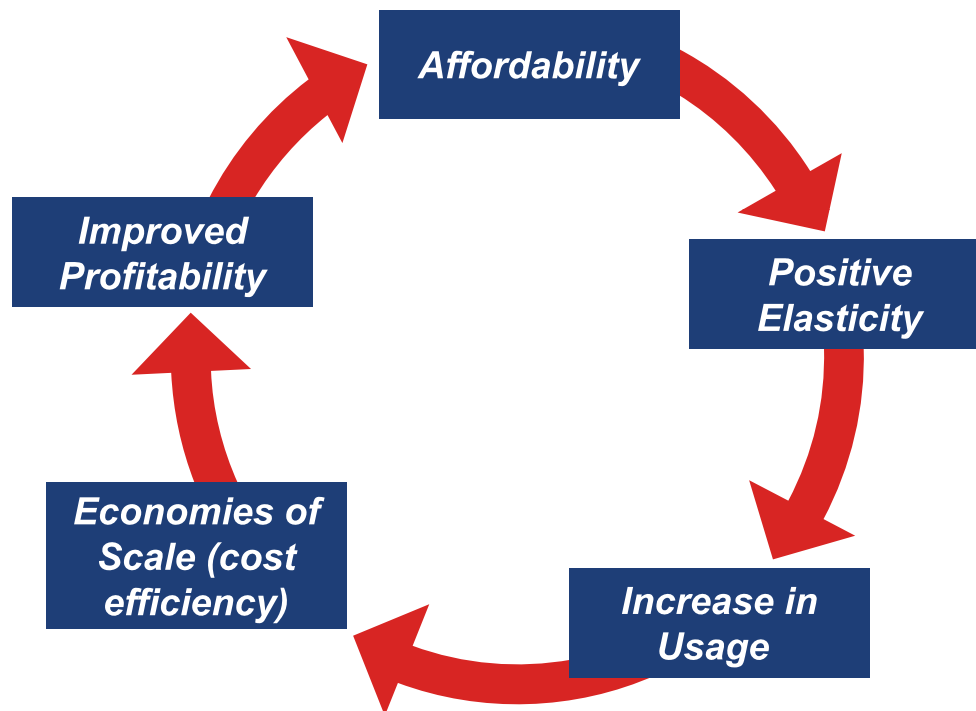 Affordability
Positive
Elasticity
Increase in
Usage
Economies of
Scale (cost
efficiency)
Improved
Profitability